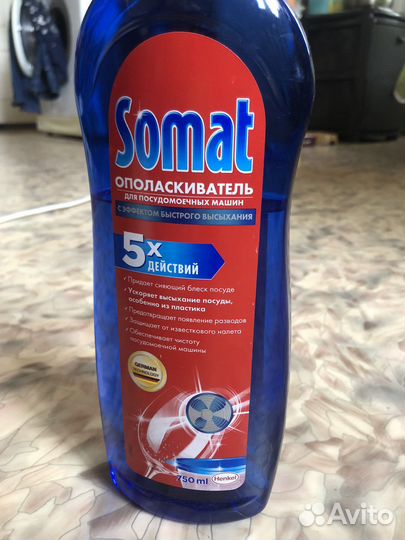 Somat
ОПОЛАСКИВАТЕЛЬ
ДЛЯ ПОСУДОМОЕЧНЫХ МАШИН
С ЭФФЕКТОМ БЫСТРОГО ВЫСЫХАНИЯ
5X
ДЕЙСТВИЙ
Придает сияющий блеск посуде
Ускоряет высыхание посуды,
особенно из пластика
Предотвращает появление разводов
Защищает от известкового налета
Обеспечивает чистоту
посудомоечной машины
GERMAN
TECHNOLOGY
750 ml
Henkel
Avito